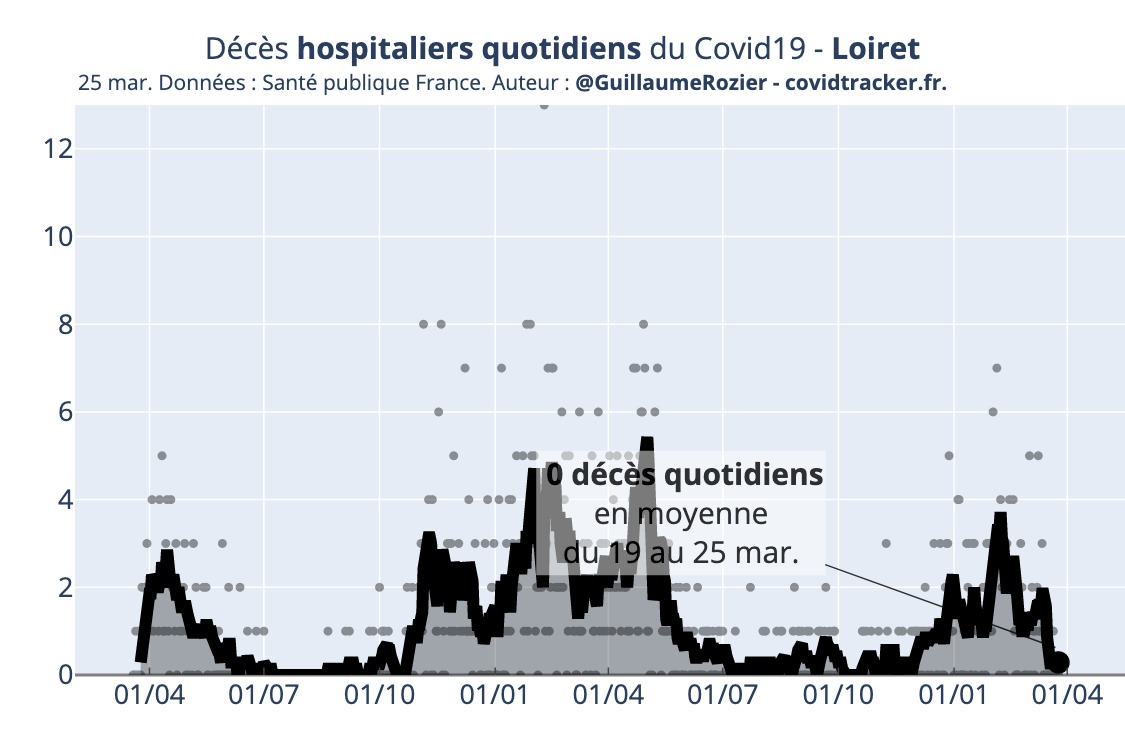 Décès hospitaliers quotidiens du Covid19 - Loiret
25 mar. Données : Santé publique France. Auteur : @GuillaumeRozier - covidtracker.fr.
12
10
8
6
4
2
0
0 décès quotidiens
en moyenne
du 19 au 25 mar.
01/04 01/07 01/10 01/01 01/04 01/07 01/10 01/01 01/04